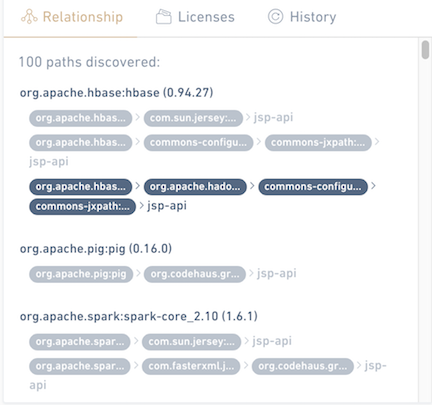 Relationship Licenses History
100 paths discovered:
org.apache.hbase:hbase (0.94.27)
org.apache.hbas... > com.sun.jersey:... > jsp-api
org.apache.hbas... > commons-configu... > commons-jxpath:... >
jsp-api
org.apache.hbas... > org.apache.hado... > commons-configu... >
commons-jxpath:... > jsp-api
org.apache.pig:pig (0.16.0)
org.apache.pig:pig > org.codehaus.gr... > jsp-api
org.apache.spark:spark-core_2.10 (1.6.1)
org.apache.spar... > com.sun.jersey:... > jsp-api
org.apache.spar... > com.fasterxml.j... > org.codehaus.gr... > jsp-
api